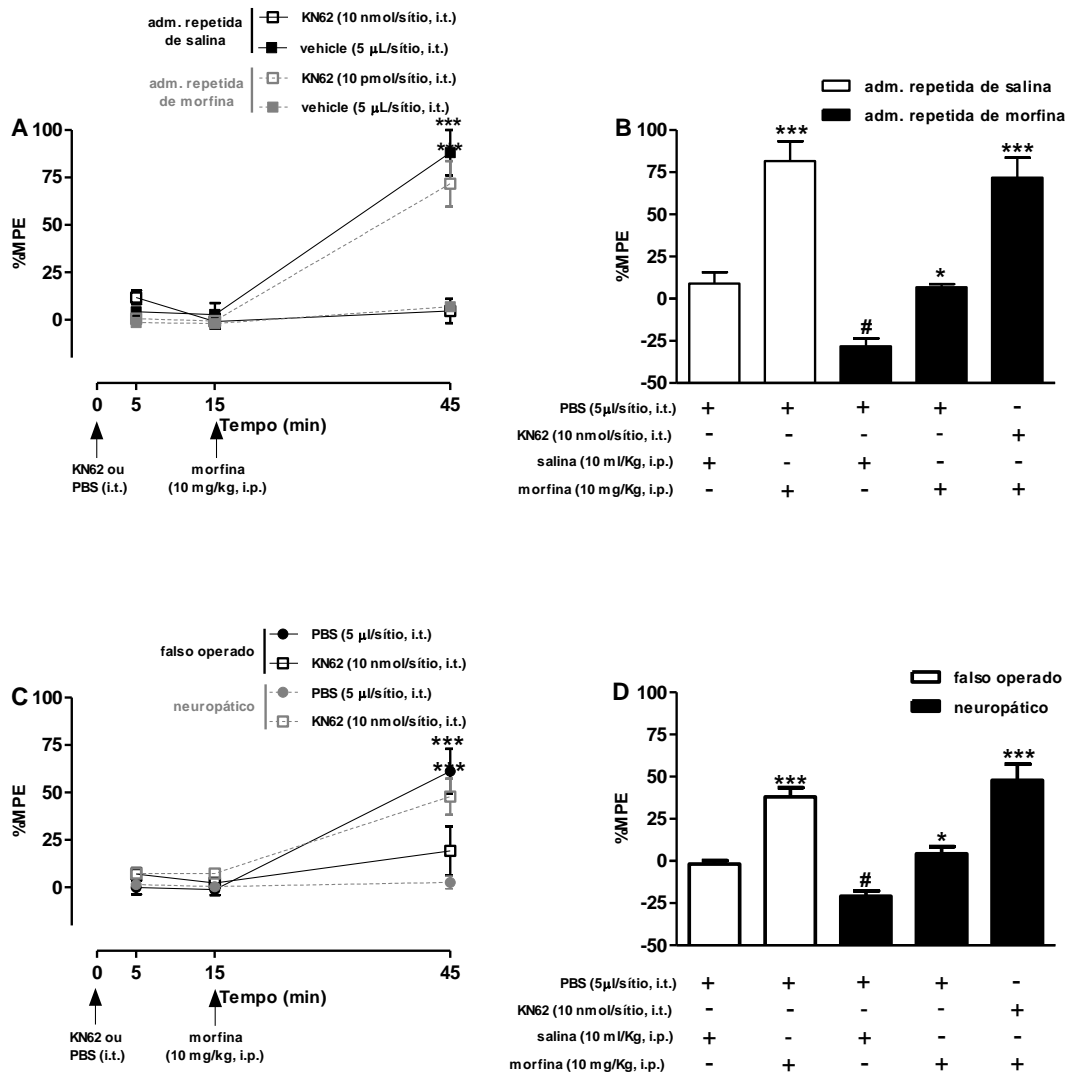 adm. repetida de salina
KN62 (10 nmol/sítio, i.t.)
vehicle (5 µL/sítio, i.t.)
adm. repetida de morfina
KN62 (10 pmol/sítio, i.t.)
vehicle (5 µL/sítio, i.t.)
A
100
75
50
25
0
%MPE
***
***
0 5 15 45
Tempo (min)
KN62 ou PBS (i.t.)
morfina (10 mg/kg, i.p.)
adm. repetida de salina
adm. repetida de morfina
B
100
75
50
25
0
-25
-50
%MPE
*** # * ***
PBS (5µl/sítio, i.t.) + + + + -
KN62 (10 nmol/sítio, i.t.) - - - - +
salina (10 ml/Kg, i.p.) + - + - -
morfina (10 mg/Kg, i.p.) - + - + +
falso operado
PBS (5 µl/sítio, i.t.)
KN62 (10 nmol/sítio, i.t.)
neuropático
PBS (5 µl/sítio, i.t.)
KN62 (10 nmol/sítio, i.t.)
C
100
75
50
25
0
%MPE
***
***
0 5 15 45
Tempo (min)
KN62 ou PBS (i.t.)
morfina (10 mg/kg, i.p.)
falso operado
neuropático
D
100
75
50
25
0
-25
-50
%MPE
*** # * ***
PBS (5µl/sítio, i.t.) + + + + -
KN62 (10 nmol/sítio, i.t.) - - - - +
salina (10 ml/Kg, i.p.) + - + - -
morfina (10 mg/Kg, i.p.) - + - + +